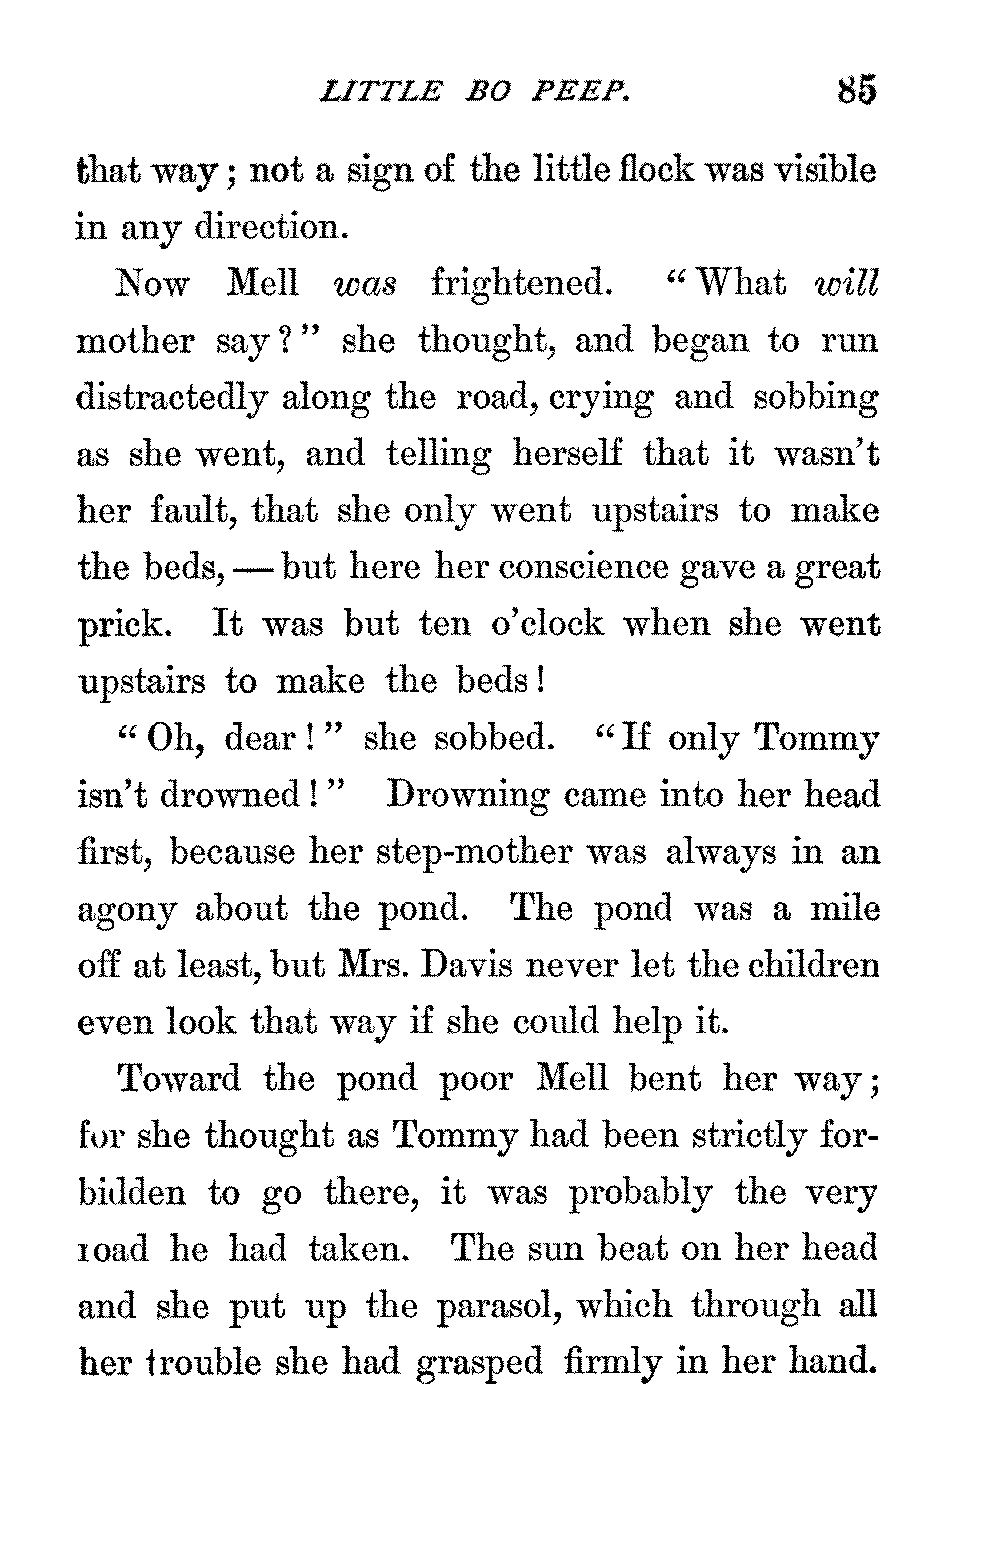 LITTLE BO PEEP. 85
that way; not a sign of the little flock was visible
in any direction.
Now Mell was frightened. "What will
mother say?" she thought, and began to run
distractedly along the road, crying and sobbing
as she went, and telling herself that it wasn't
her fault, that she only went upstairs to make
the beds, — but here her conscience gave a great
prick. It was but ten o'clock when she went
upstairs to make the beds!
"Oh, dear!" she sobbed. "If only Tommy
isn't drowned!" Drowning came into her head
first, because her step-mother was always in an
agony about the pond. The pond was a mile
off at least, but Mrs. Davis never let the children
even look that way if she could help it.
Toward the pond poor Mell bent her way;
for she thought as Tommy had been strictly for-
bidden to go there, it was probably the very
road he had taken. The sun beat on her head
and she put up the parasol, which through all
her trouble she had grasped firmly in her hand.